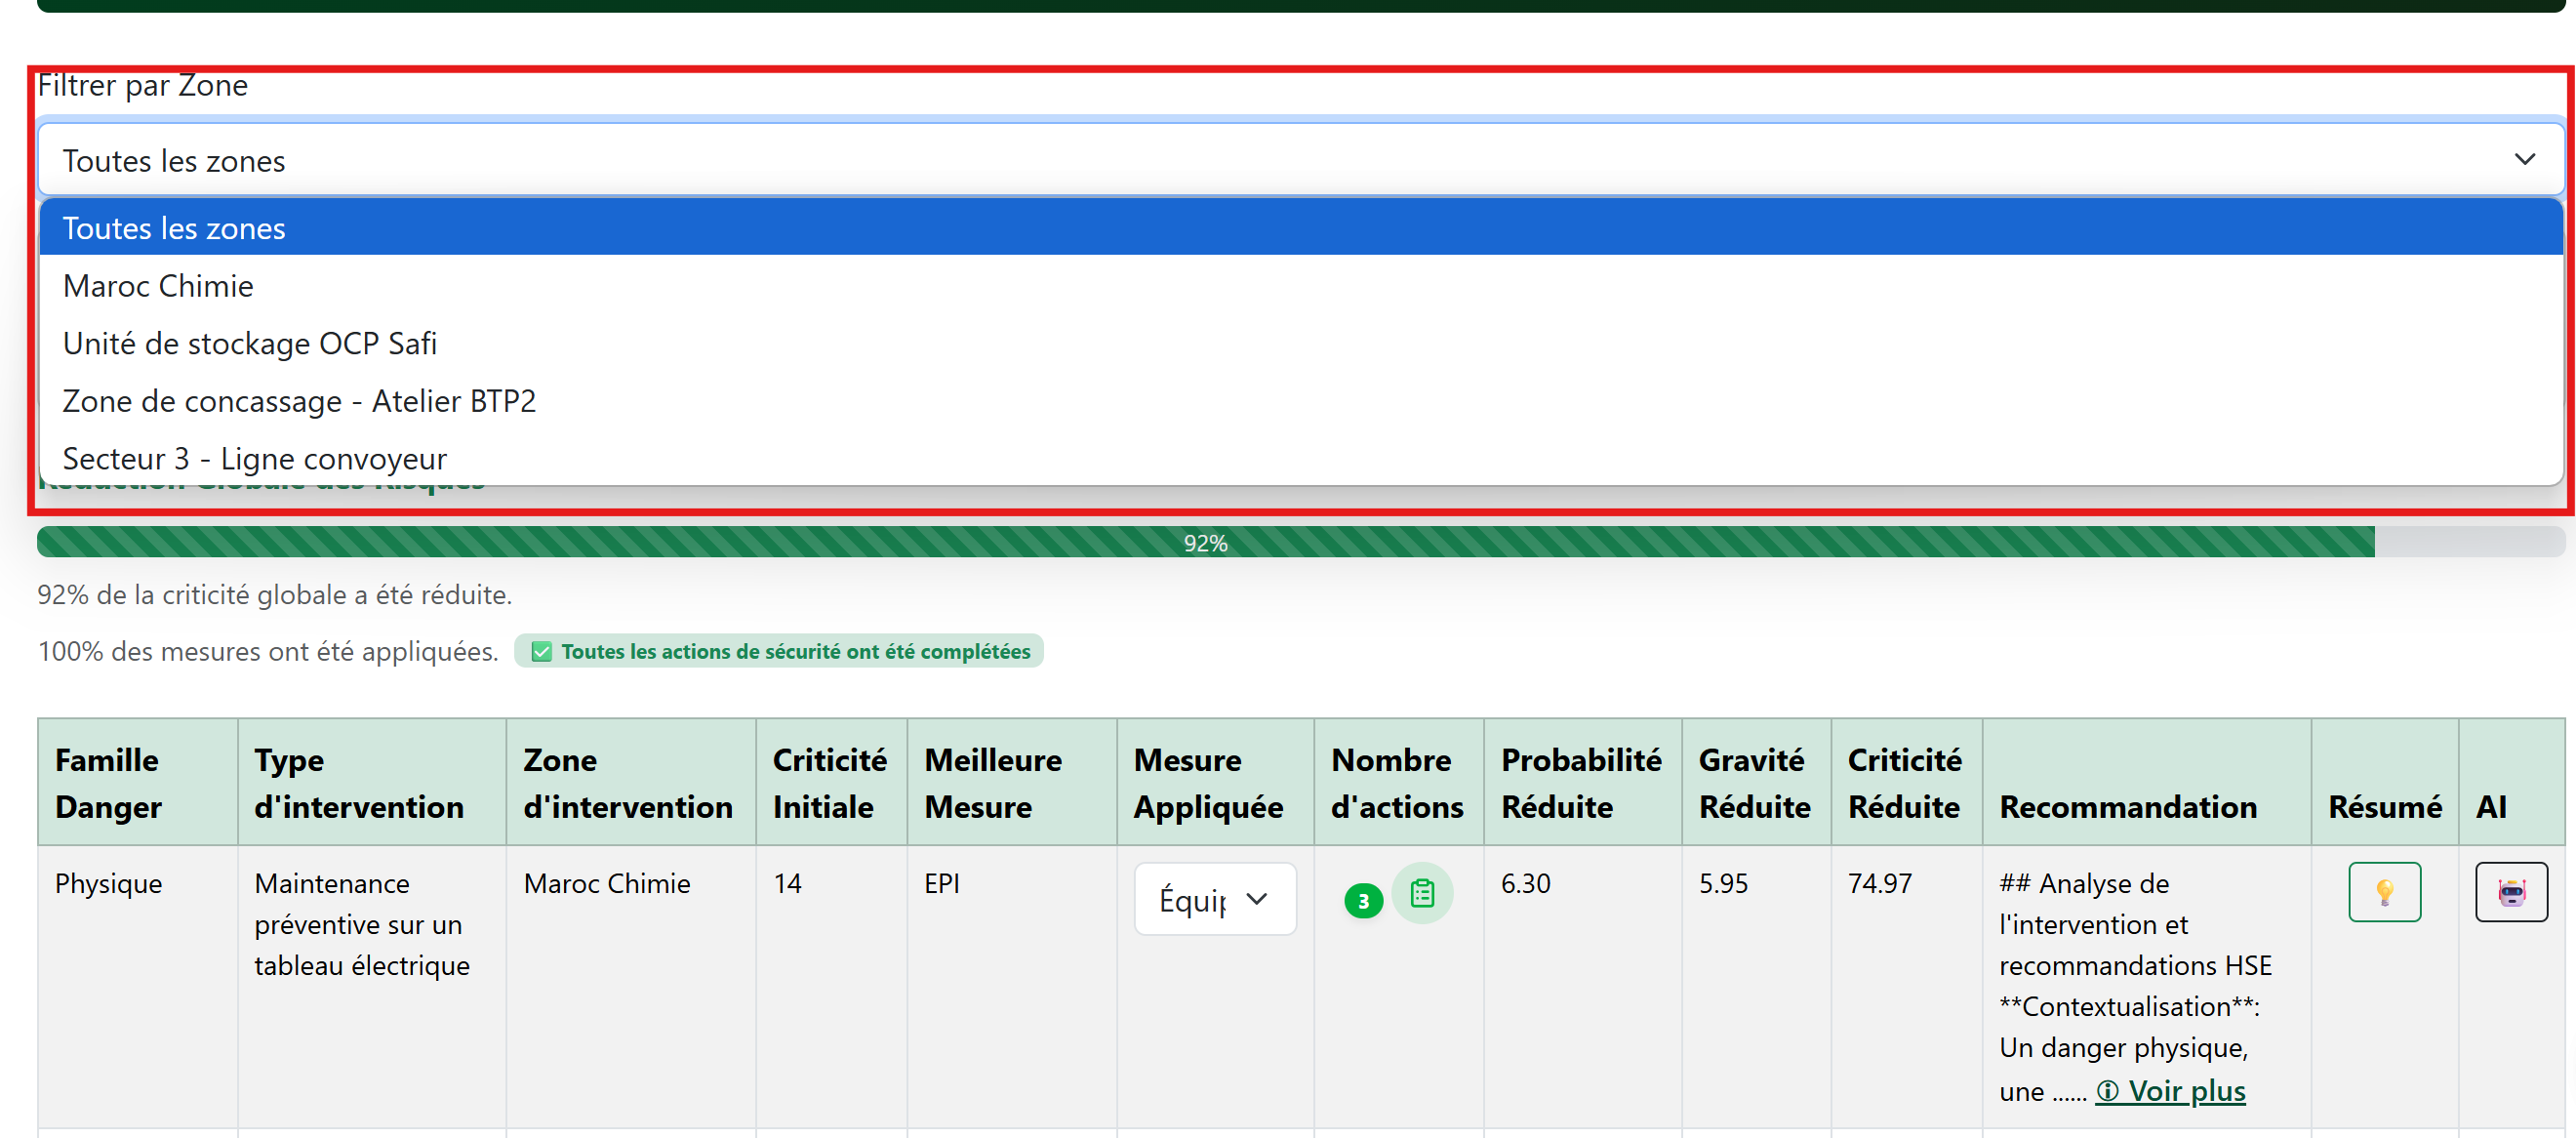 Filtrer par Zone
Toutes les zones
Toutes les zones
Maroc Chimie
Unité de stockage OCP Safi
Zone de concassage - Atelier BTP2
Secteur 3 - Ligne convoyeur
Réduction Globale des Risques
92%
92% de la criticité globale a été réduite.
100% des mesures ont été appliquées. ✅ Toutes les actions de sécurité ont été complétées
Famille Danger
Type d'intervention
Zone d'intervention
Criticité Initiale
Meilleure Mesure
Mesure Appliquée
Nombre d'actions
Probabilité Réduite
Gravité Réduite
Criticité Réduite
Recommandation
Résumé
AI
Physique
Maintenance
préventive sur un
tableau électrique
Maroc Chimie
14
EPI
Équip
3
6.30
5.95
74.97
## Analyse de
l'intervention et
recommandations HSE
**Contextualisation**:
Un danger physique,
une ...... Voir plus